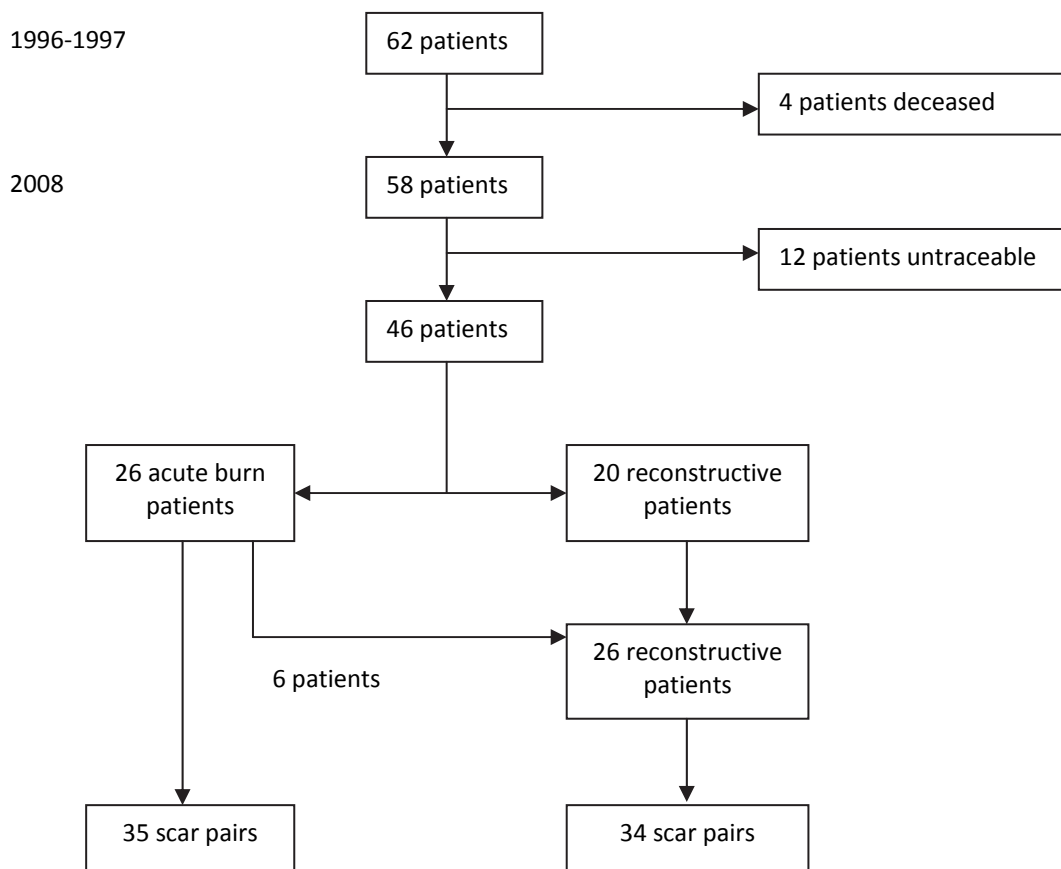 1996-1997
62 patients
4 patients deceased
2008
58 patients
12 patients untraceable
46 patients
26 acute burn
patients
20 reconstructive
patients
26 reconstructive
patients
6 patients
35 scar pairs
34 scar pairs